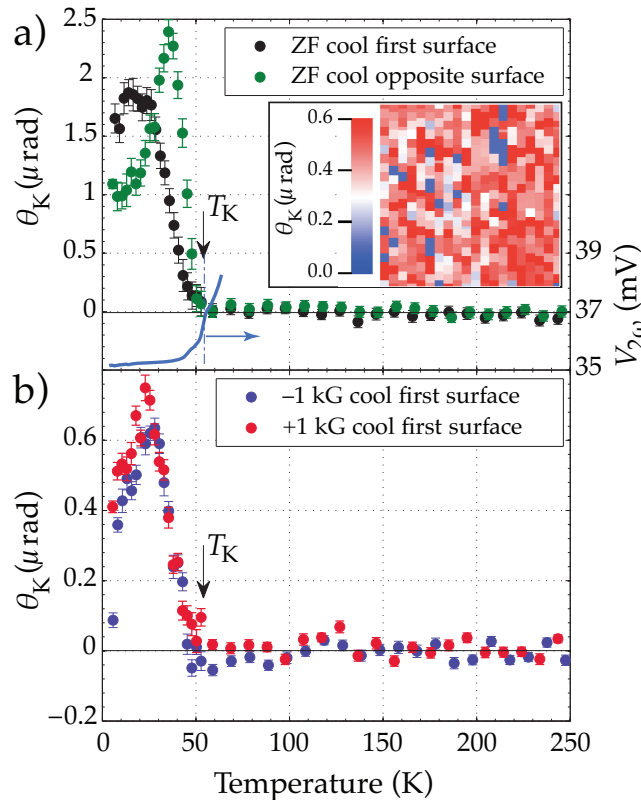 a)
ZF cool first surface
ZF cool opposite surface
2.5
2
1.5
1
0.5
0
θK (μ rad)
TK
0.6
0.4
0.2
0.0
θK (μ rad)
39
37
35
V2ω (mV)
b)
–1 kG cool first surface
+1 kG cool first surface
0.6
0.4
0.2
0
−0.2
θK (μ rad)
TK
0 50 100 150 200 250
Temperature (K)